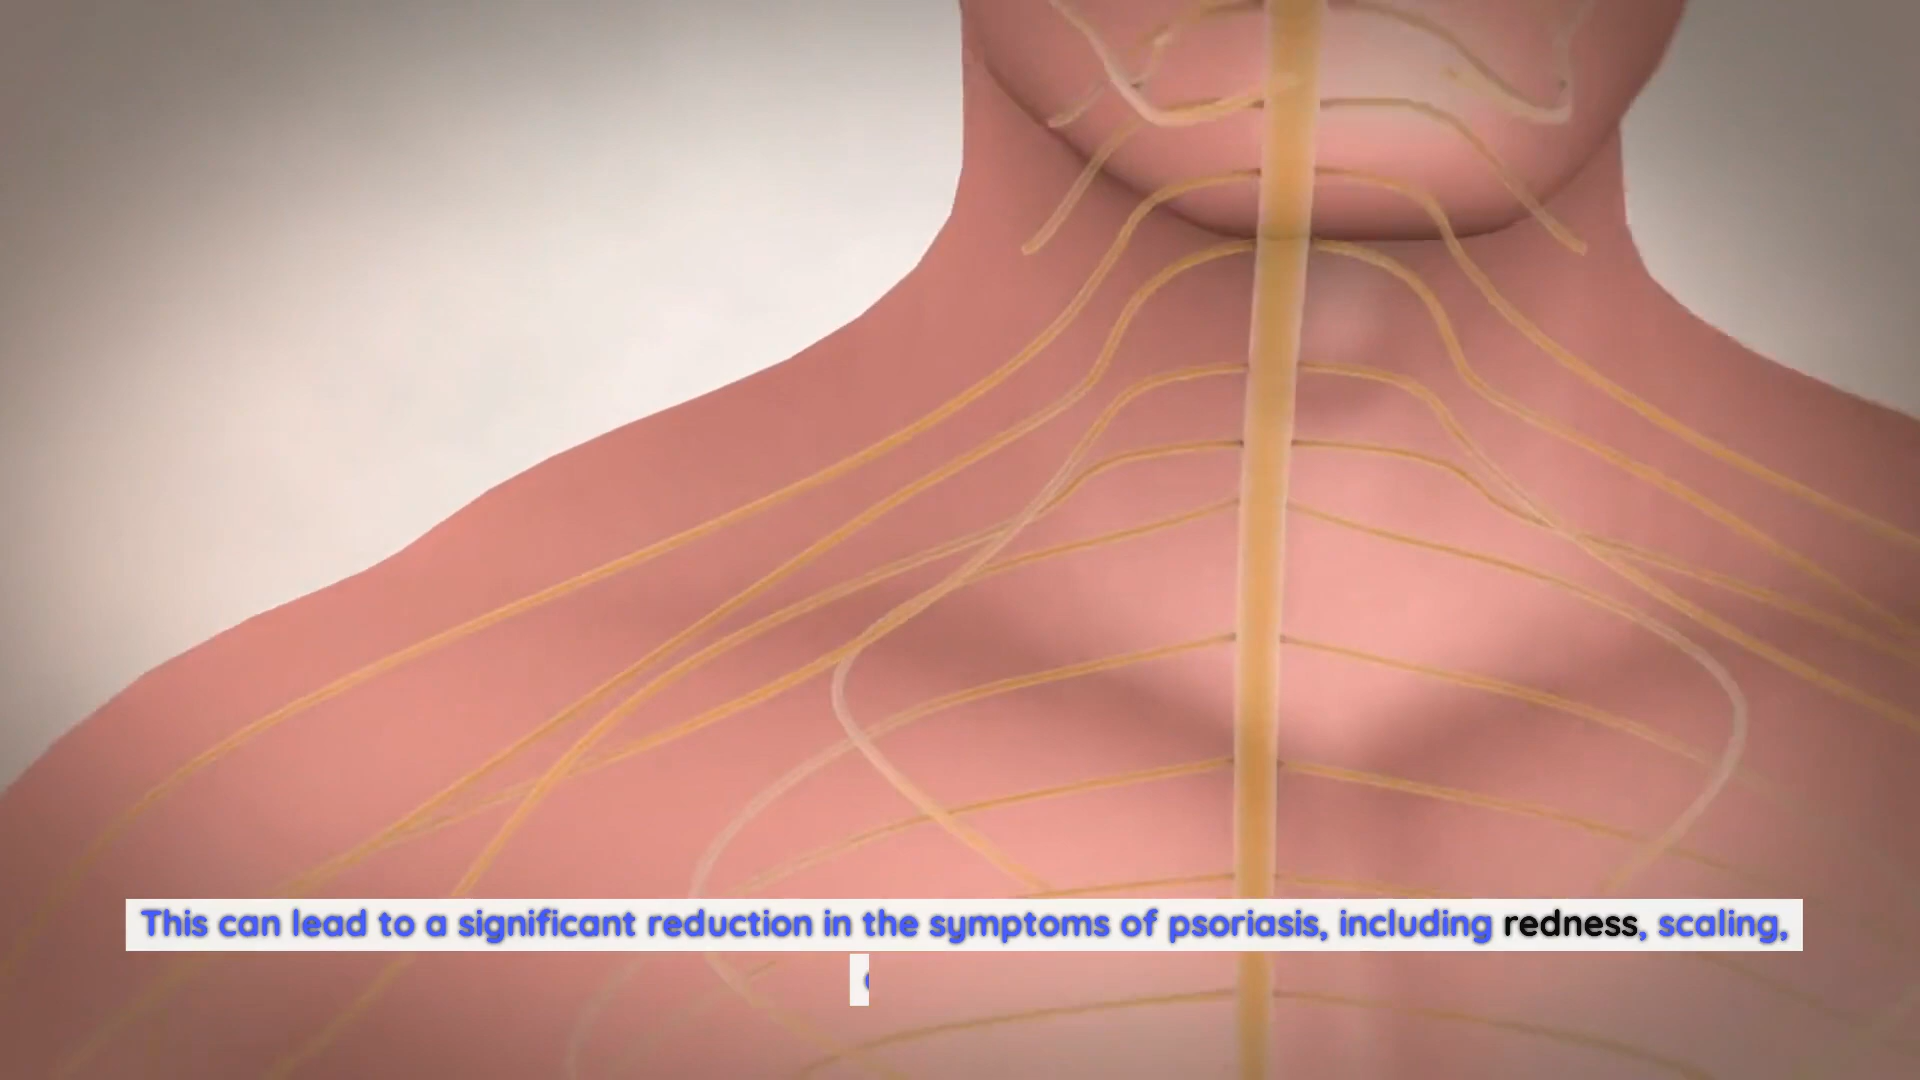 This can lead to a significant reduction in the symptoms of psoriasis, including redness, scaling,